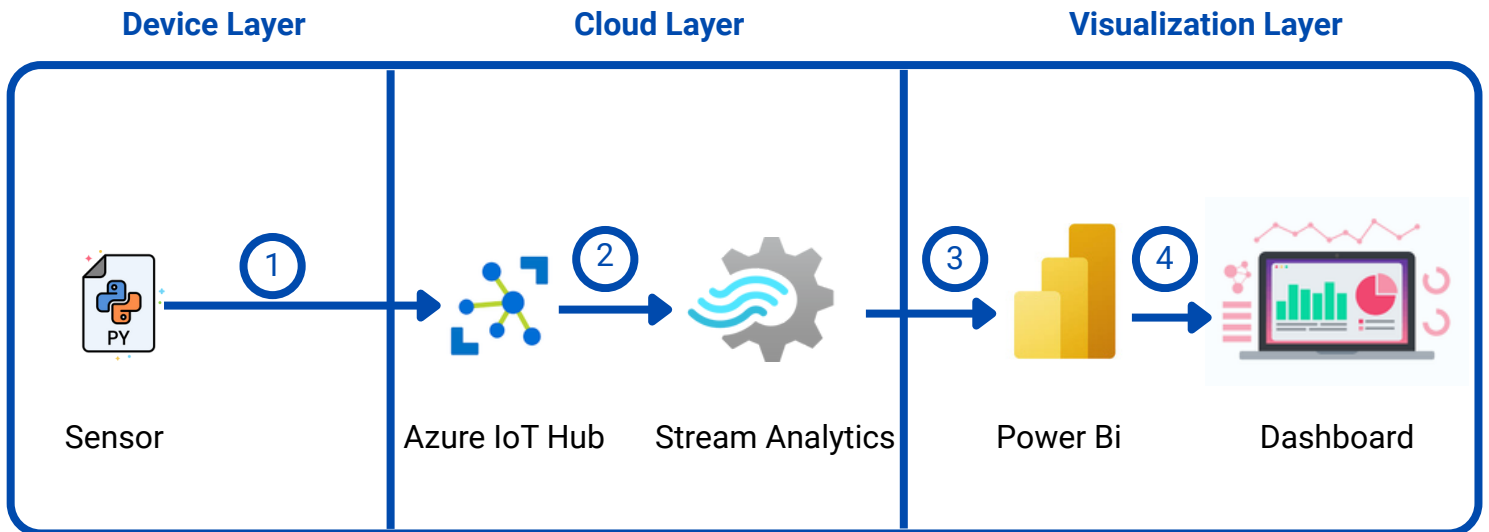 Device Layer
Cloud Layer
Visualization Layer
1
2
3
4
PY
Sensor
Azure IoT Hub
Stream Analytics
Power Bi
Dashboard